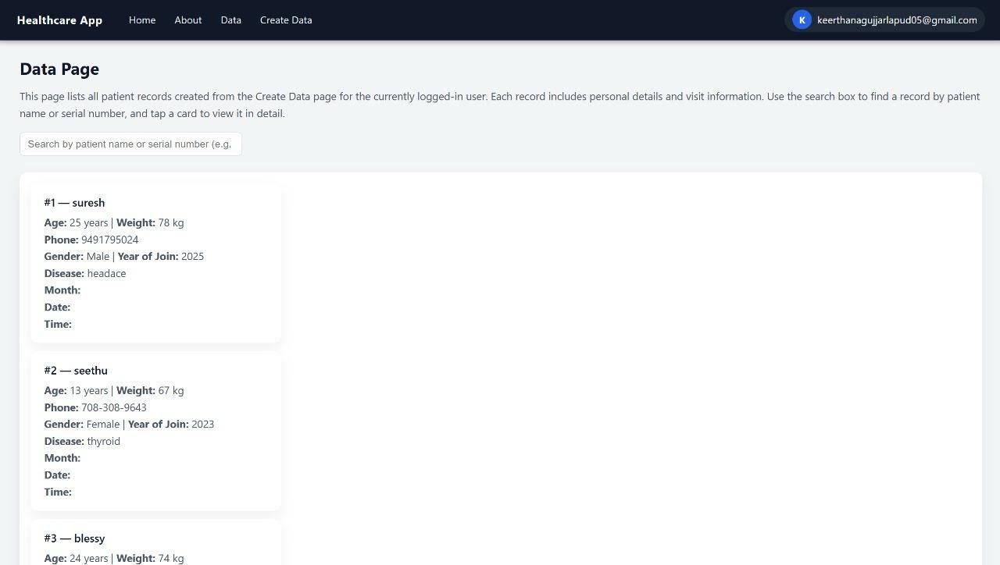 Healthcare App Home About Data Create Data K keerthanagujjarlapud05@gmail.com
Data Page
This page lists all patient records created from the Create Data page for the currently logged-in user. Each record includes personal details and visit information. Use the search box to find a record by patient
name or serial number, and tap a card to view it in detail.
Search by patient name or serial number (e.g.
#1 — suresh
Age: 25 years | Weight: 78 kg
Phone: 9491795024
Gender: Male | Year of Join: 2025
Disease: headace
Month:
Date:
Time:
#2 — seethu
Age: 13 years | Weight: 67 kg
Phone: 708-308-9643
Gender: Female | Year of Join: 2023
Disease: thyroid
Month:
Date:
Time:
#3 — blessy
Age: 24 years | Weight: 74 kg